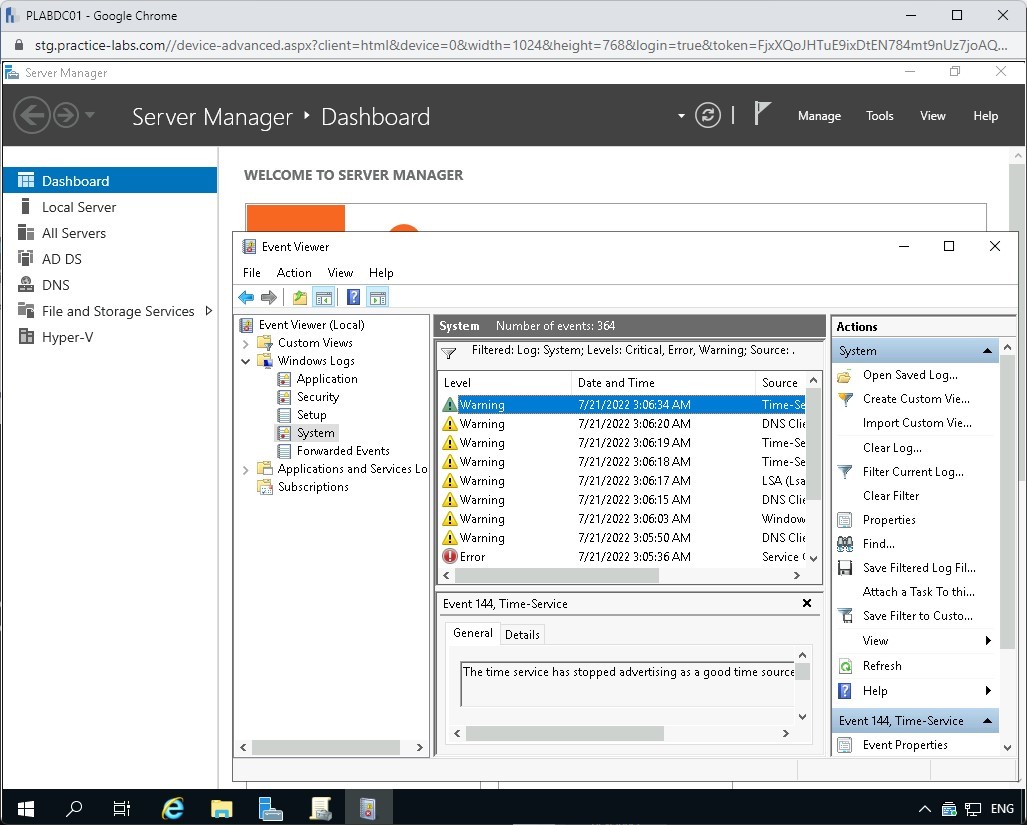 PLABDC01 - Google Chrome
stg.practice-labs.com//device-advanced.aspx?client=html&device=0&width=1024&height=768&login=true&token=FjxXQoJHTuE9ixDtEN784mt9nUz7joAQ...
Server Manager
Server Manager Dashboard
Manage Tools View Help
Dashboard
Local Server
All Servers
AD DS
DNS
File and Storage Services
Hyper-V
WELCOME TO SERVER MANAGER
Event Viewer
File Action View Help
Event Viewer (Local)
Custom Views
Windows Logs
Application
Security
Setup
System
Forwarded Events
Applications and Services Lo
Subscriptions
System Number of events: 364
Filtered: Log: System; Levels: Critical, Error, Warning; Source: .
Level Date and Time Source
Warning 7/21/2022 3:06:34 AM Time-Se
Warning 7/21/2022 3:06:20 AM DNS Clie
Warning 7/21/2022 3:06:19 AM Time-Se
Warning 7/21/2022 3:06:18 AM Time-Se
Warning 7/21/2022 3:06:17 AM LSA (Lsa
Warning 7/21/2022 3:06:15 AM DNS Clie
Warning 7/21/2022 3:06:03 AM Window
Warning 7/21/2022 3:05:50 AM DNS Clie
Error 7/21/2022 3:05:36 AM Service C
Event 144, Time-Service
General Details
The time service has stopped advertising as a good time source
Actions
System
Open Saved Log...
Create Custom Vie...
Import Custom Vie...
Clear Log...
Filter Current Log...
Clear Filter
Properties
Find...
Save Filtered Log Fil...
Attach a Task To thi...
Save Filter to Custo...
View
Refresh
Help
Event 144, Time-Service
Event Properties
ENG